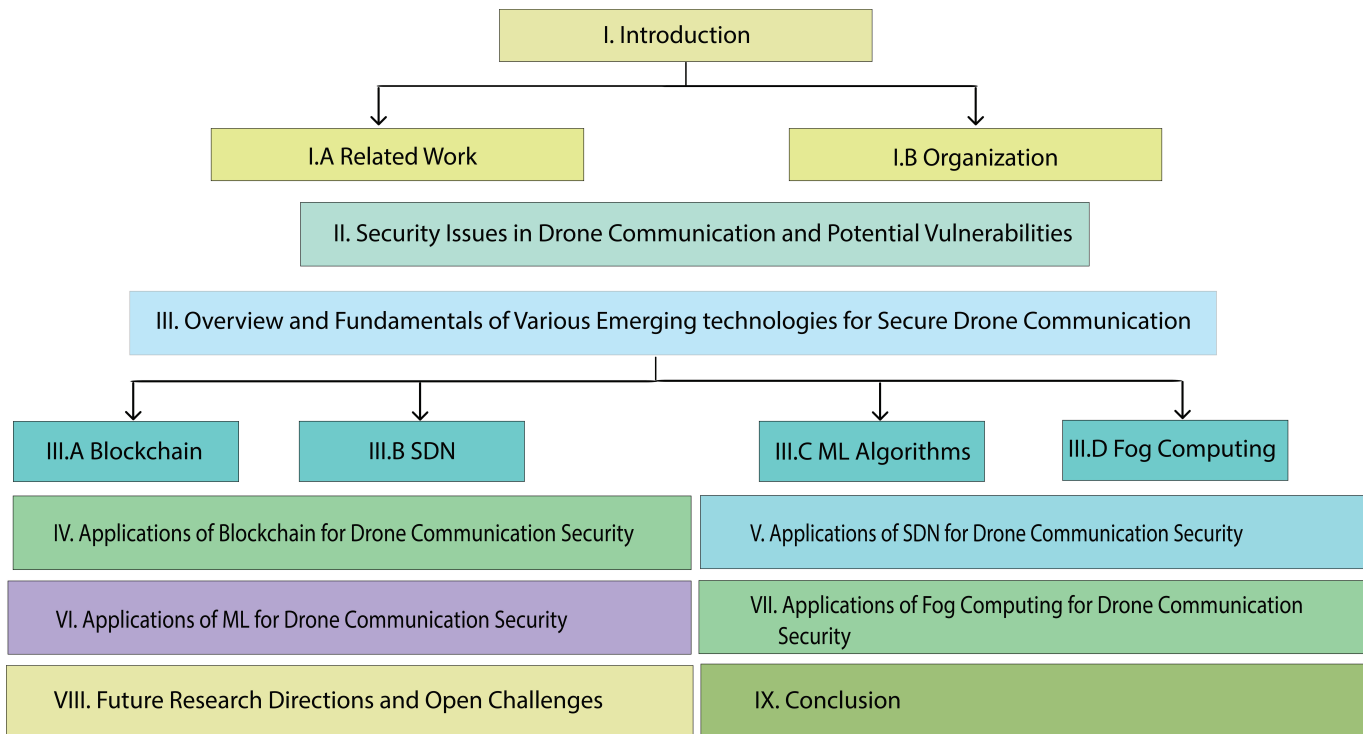 I. Introduction
I.A Related Work
I.B Organization
II. Security Issues in Drone Communication and Potential Vulnerabilities
III. Overview and Fundamentals of Various Emerging technologies for Secure Drone Communication
III.A Blockchain
III.B SDN
III.C ML Algorithms
III.D Fog Computing
IV. Applications of Blockchain for Drone Communication Security
V. Applications of SDN for Drone Communication Security
VI. Applications of ML for Drone Communication Security
VII. Applications of Fog Computing for Drone Communication
Security
VIII. Future Research Directions and Open Challenges
IX. Conclusion